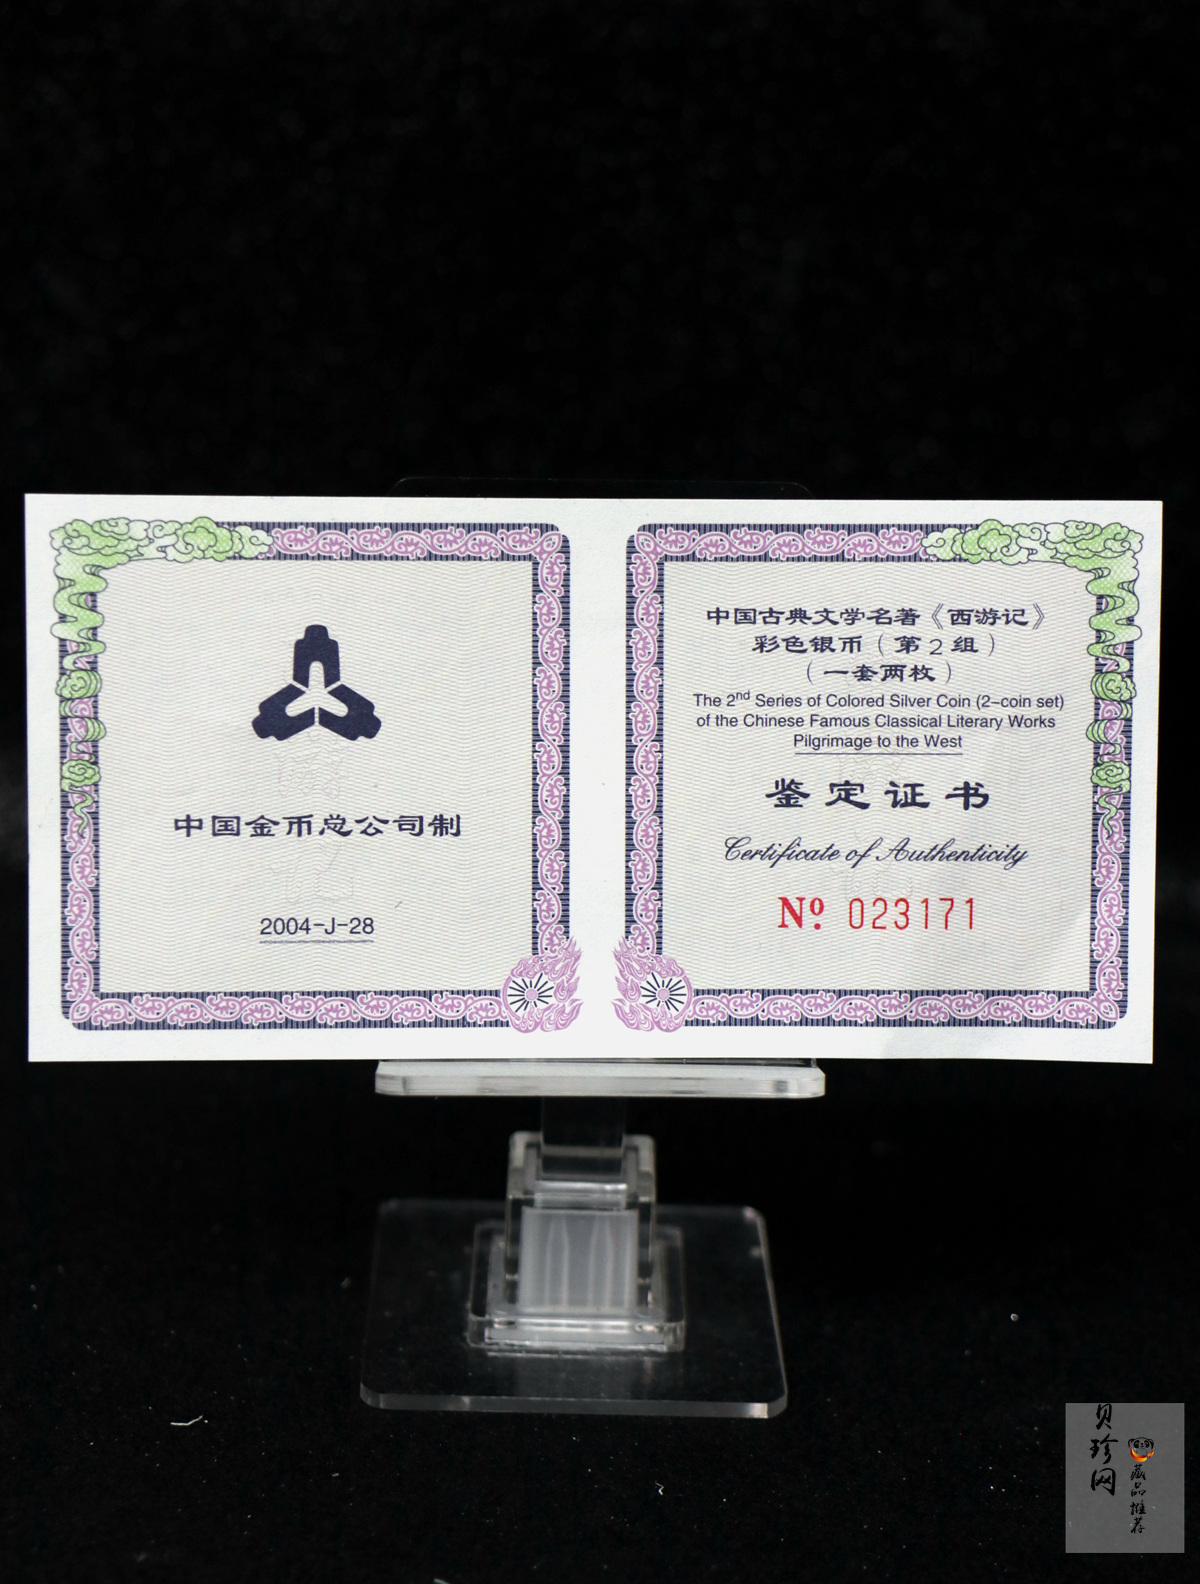 中国金币总公司制
2004-J-28
中国古典文学名著《西游记》
彩色银币（第2组）
（一套两枚）
The 2nd Series of Colored Silver Coin (2-coin set)
of the Chinese Famous Classical Literary Works
Pilgrimage to the West
鉴定证书
Certificate of Authenticity
Nº 023171
贝珍网
藏品推荐